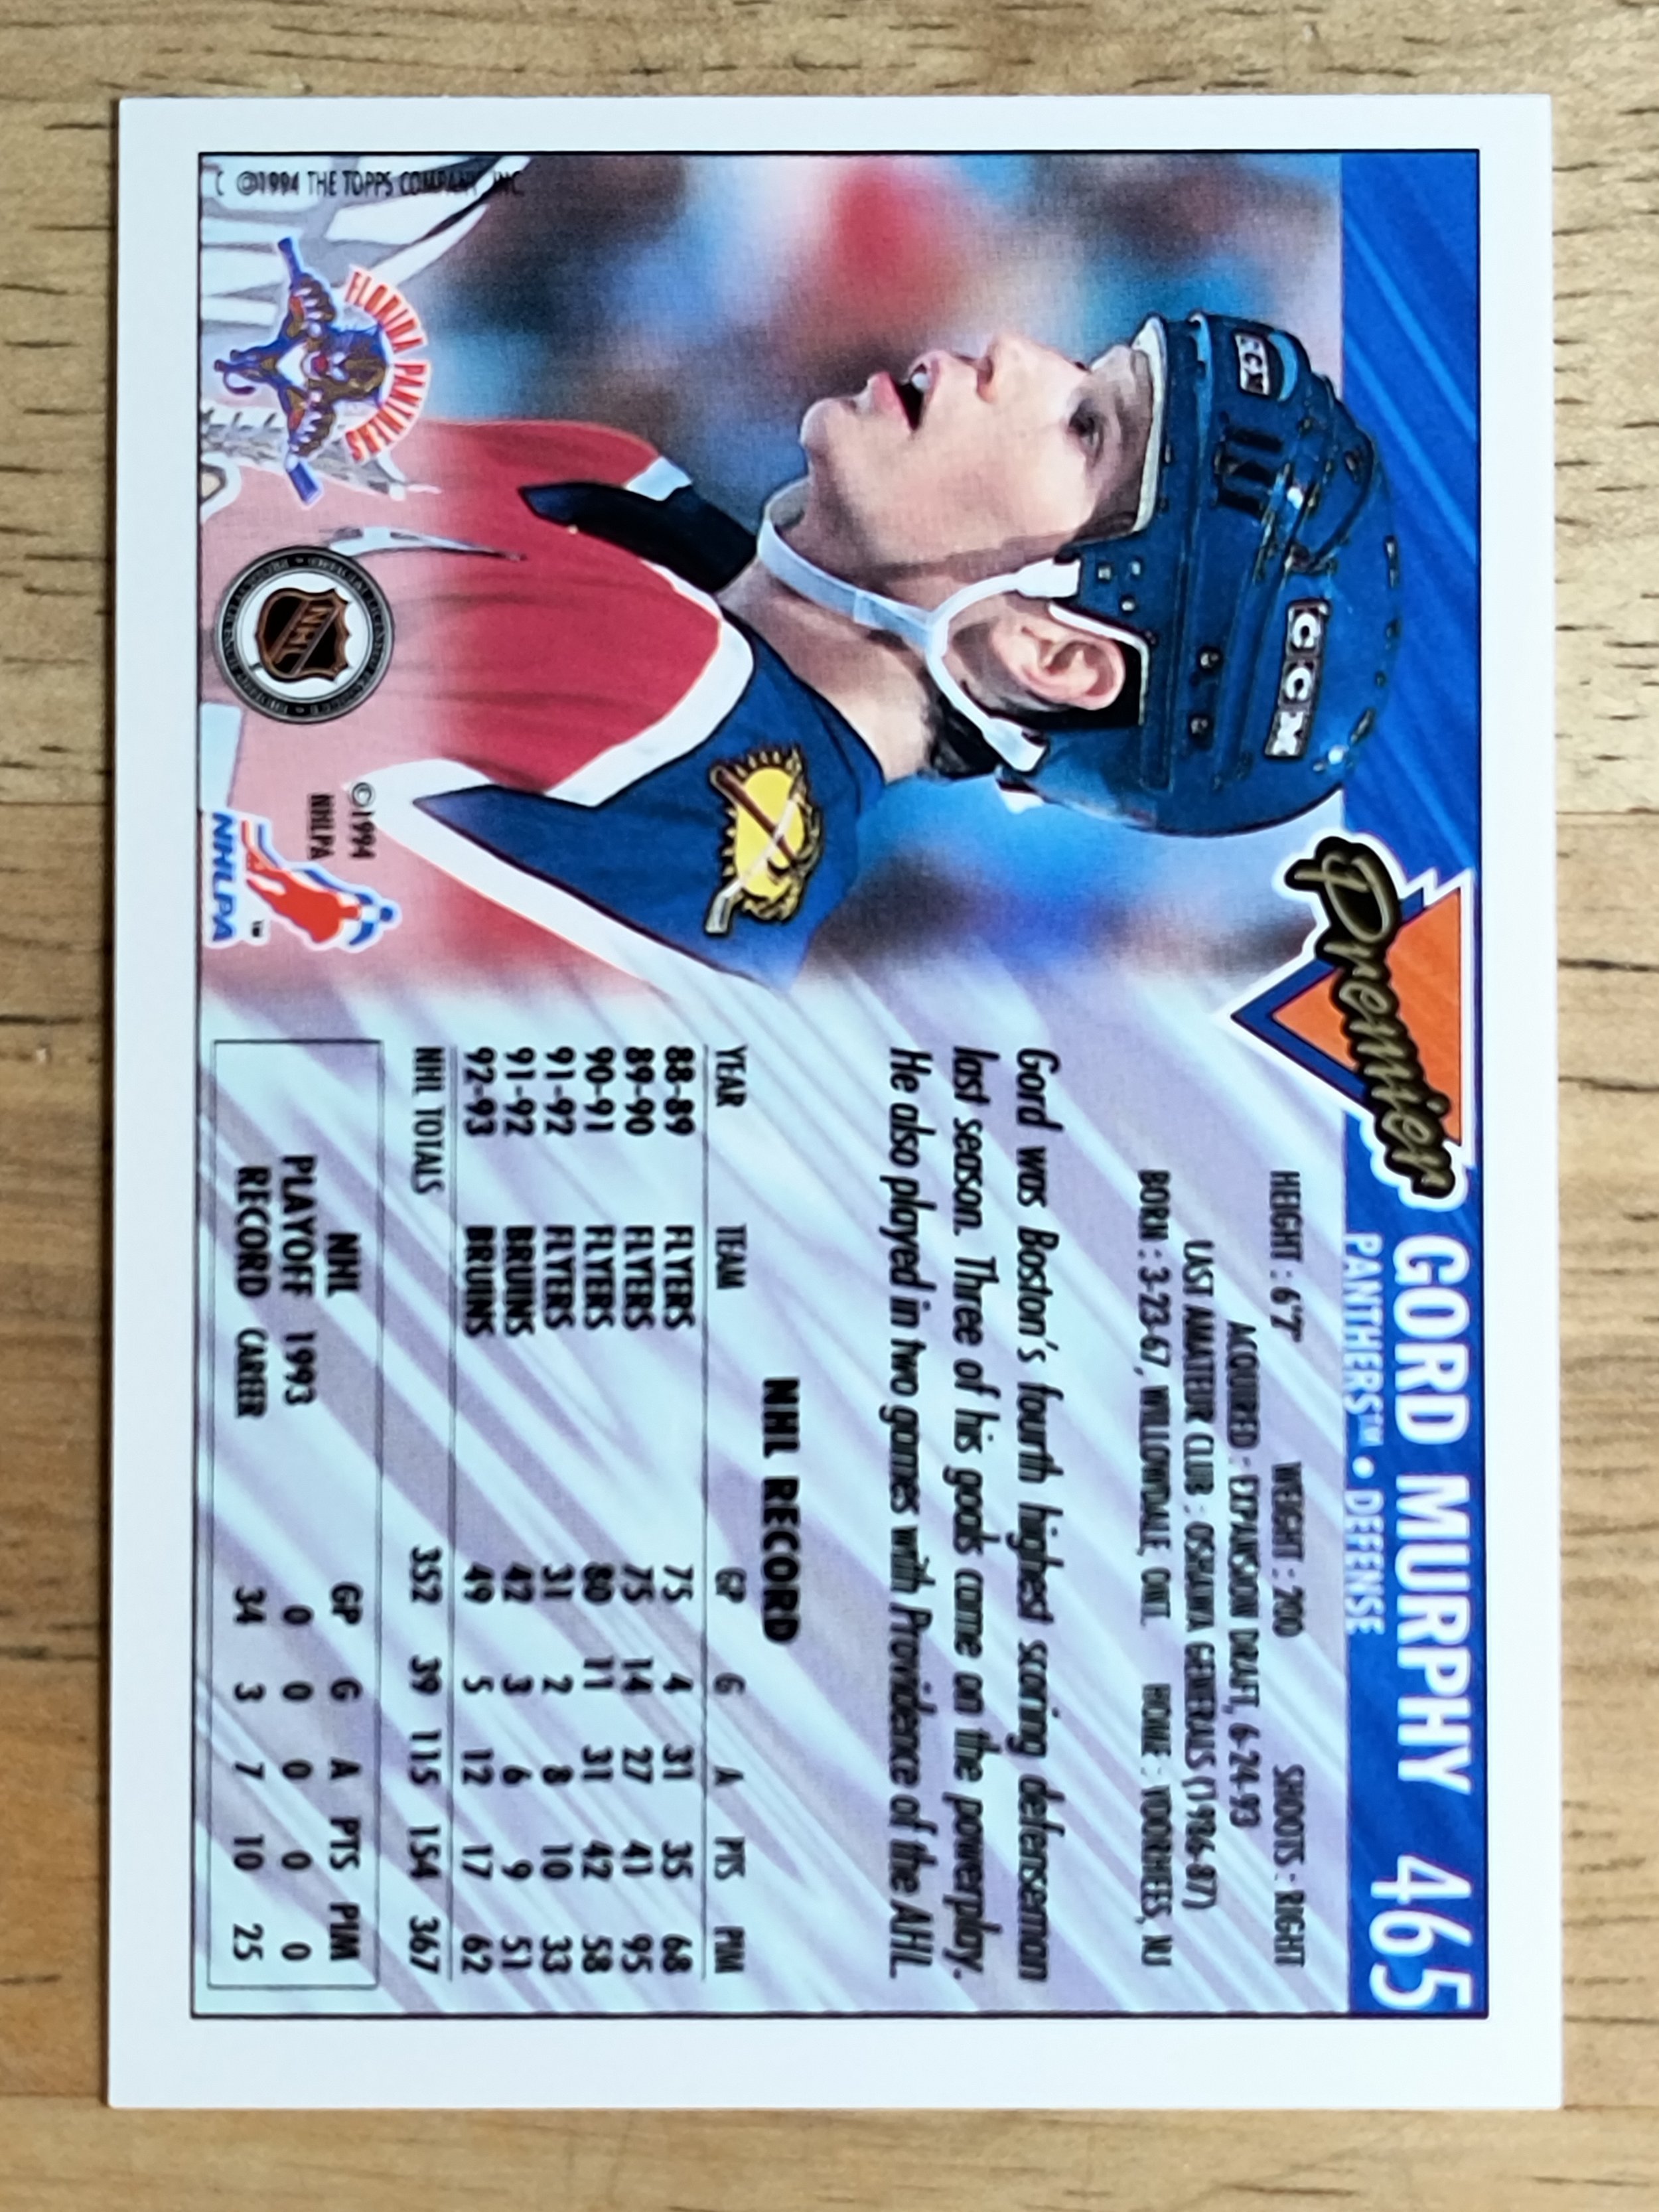 Premier
GORD MURPHY 465
PANTHERS™ • DEFENSE
HEIGHT : 6'2" WEIGHT : 200 SHOOTS - RIGHT
ACQUIRED - EXPANSION DRAFT, 6-24-93
LAST AMATEUR CLUB : OSHAWA GENERALS (1986-87)
BORN : 3-23-67, WILLOWDALE, ONT. HOME : VOORHEES, NJ
Gord was Boston's fourth highest scoring defenseman
last season. Three of his goals came on the powerplay.
He also played in two games with Providence of the AHL.
NHL RECORD
YEAR TEAM GP G A PTS PIM
88-89 FLYERS 75 4 31 35 68
89-90 FLYERS 75 14 27 41 95
90-91 FLYERS 80 11 31 42 58
91-92 FLYERS 31 2 8 10 33
91-92 BRUINS 42 3 6 9 51
92-93 BRUINS 49 5 12 17 62
NHL TOTALS 352 39 115 154 367
NHL GP G A PTS PIM
PLAYOFF 1993 0 0 0 0 0
RECORD CAREER 34 3 7 10 25
CCM
CCM
FLORIDA PANTHERS
NHL
©1994
NHLPA
NHLPA™
©1994 THE TOPPS COMPANY, INC.